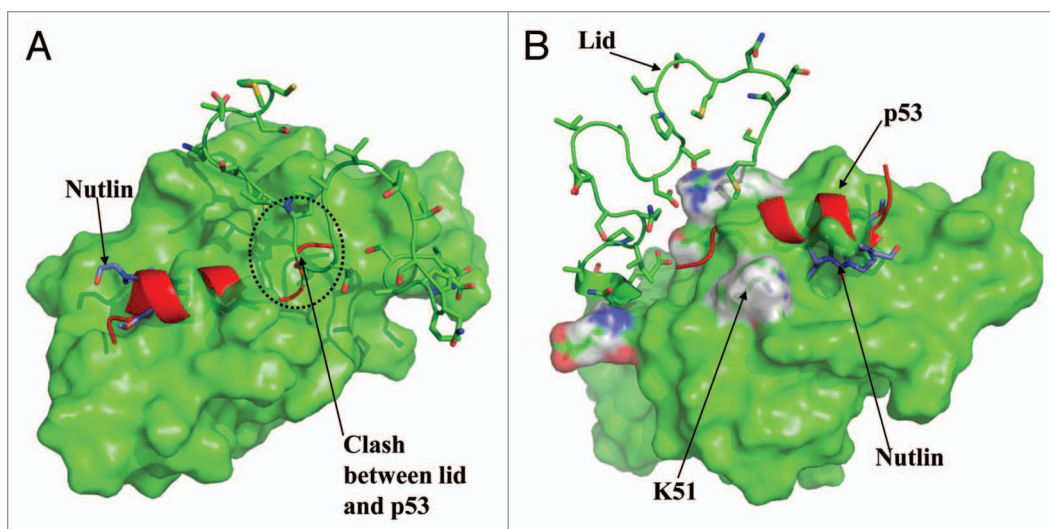 A
Nutlin
Clash
between lid
and p53
B
Lid
p53
K51
Nutlin